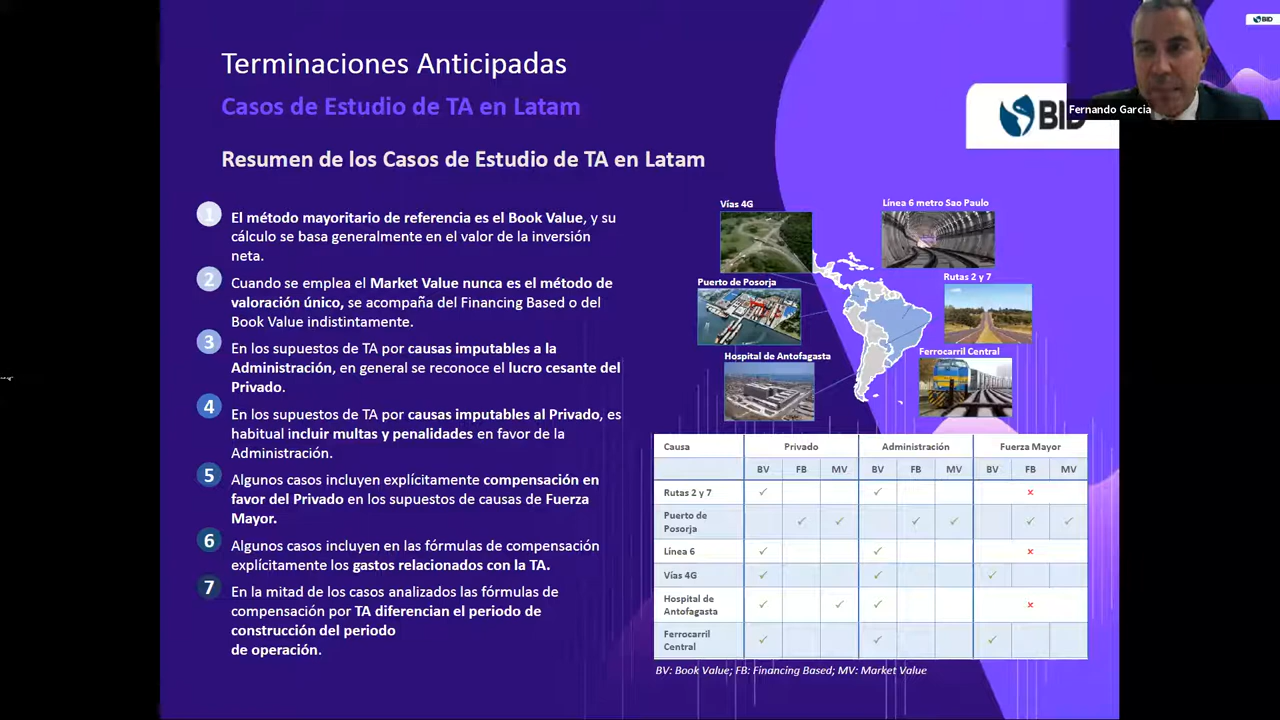 Terminaciones Anticipadas
Casos de Estudio de TA en Latam
Resumen de los Casos de Estudio de TA en Latam
BID
BID
Fernando Garcia
1
El método mayoritario de referencia es el Book Value, y su
cálculo se basa generalmente en el valor de la inversión
neta.
2
Cuando se emplea el Market Value nunca es el método de
valoración único, se acompaña del Financing Based o del
Book Value indistintamente.
3
En los supuestos de TA por causas imputables a la
Administración, en general se reconoce el lucro cesante del
Privado.
4
En los supuestos de TA por causas imputables al Privado, es
habitual incluir multas y penalidades en favor de la
Administración.
5
Algunos casos incluyen explícitamente compensación en
favor del Privado en los supuestos de causas de Fuerza
Mayor.
6
Algunos casos incluyen en las fórmulas de compensación
explícitamente los gastos relacionados con la TA.
7
En la mitad de los casos analizados las fórmulas de
compensación por TA diferencian el periodo de
construcción del periodo
de operación.
Vías 4G
Línea 6 metro Sao Paulo
Puerto de Posorja
Rutas 2 y 7
Hospital de Antofagasta
Ferrocarril Central
Causa Privado Administración Fuerza Mayor
BV FB MV BV FB MV BV FB MV
Rutas 2 y 7 ✓ ✓ x
Puerto de
Posorja ✓ ✓ ✓ ✓ ✓ ✓
Linea 6 ✓ ✓ x
Vías 4G ✓ ✓ ✓
Hospital de
Antofagasta ✓ ✓ ✓ x
Ferrocarril
Central ✓ ✓ ✓
BV: Book Value; FB: Financing Based; MV: Market Value